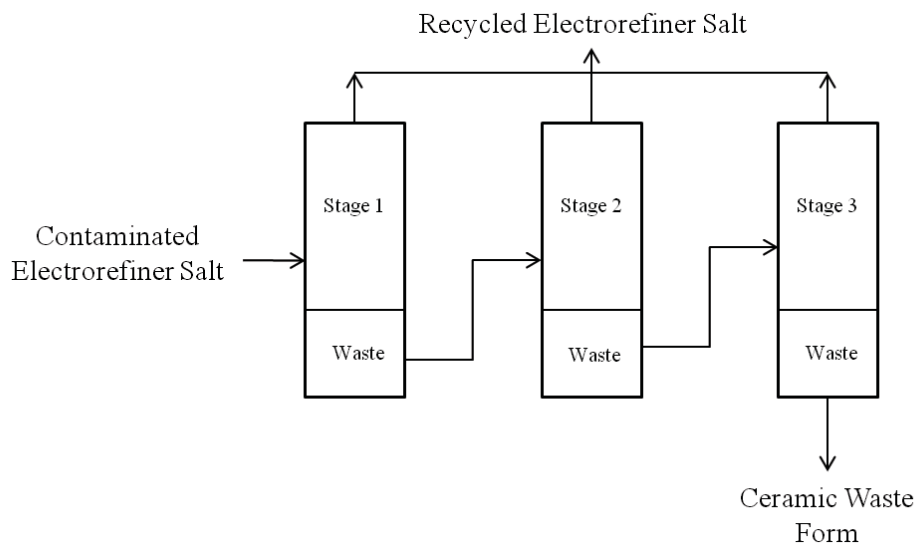 Recycled Electrorefiner Salt
Stage 1
Stage 2
Stage 3
Contaminated
Electrorefiner Salt
Waste
Waste
Waste
Ceramic Waste
Form